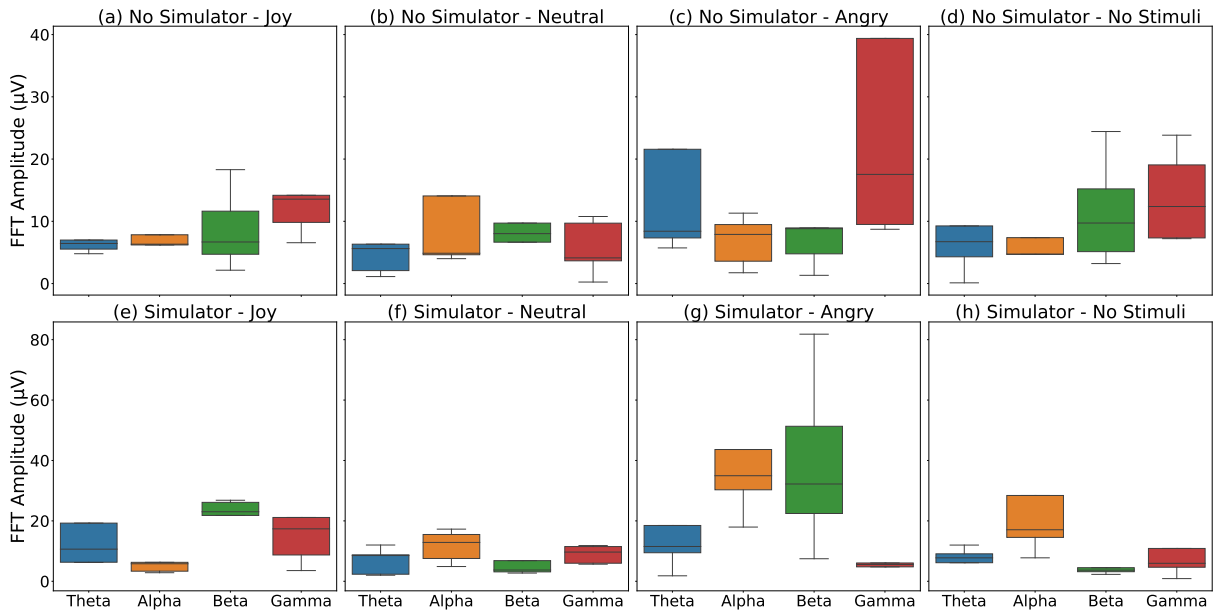 (a) No Simulator - Joy
(b) No Simulator - Neutral
(c) No Simulator - Angry
(d) No Simulator - No Stimuli
FFT Amplitude (μV)
40
30
20
10
0
(e) Simulator - Joy
(f) Simulator - Neutral
(g) Simulator - Angry
(h) Simulator - No Stimuli
FFT Amplitude (μV)
80
60
40
20
0
Theta Alpha Beta Gamma
Theta Alpha Beta Gamma
Theta Alpha Beta Gamma
Theta Alpha Beta Gamma